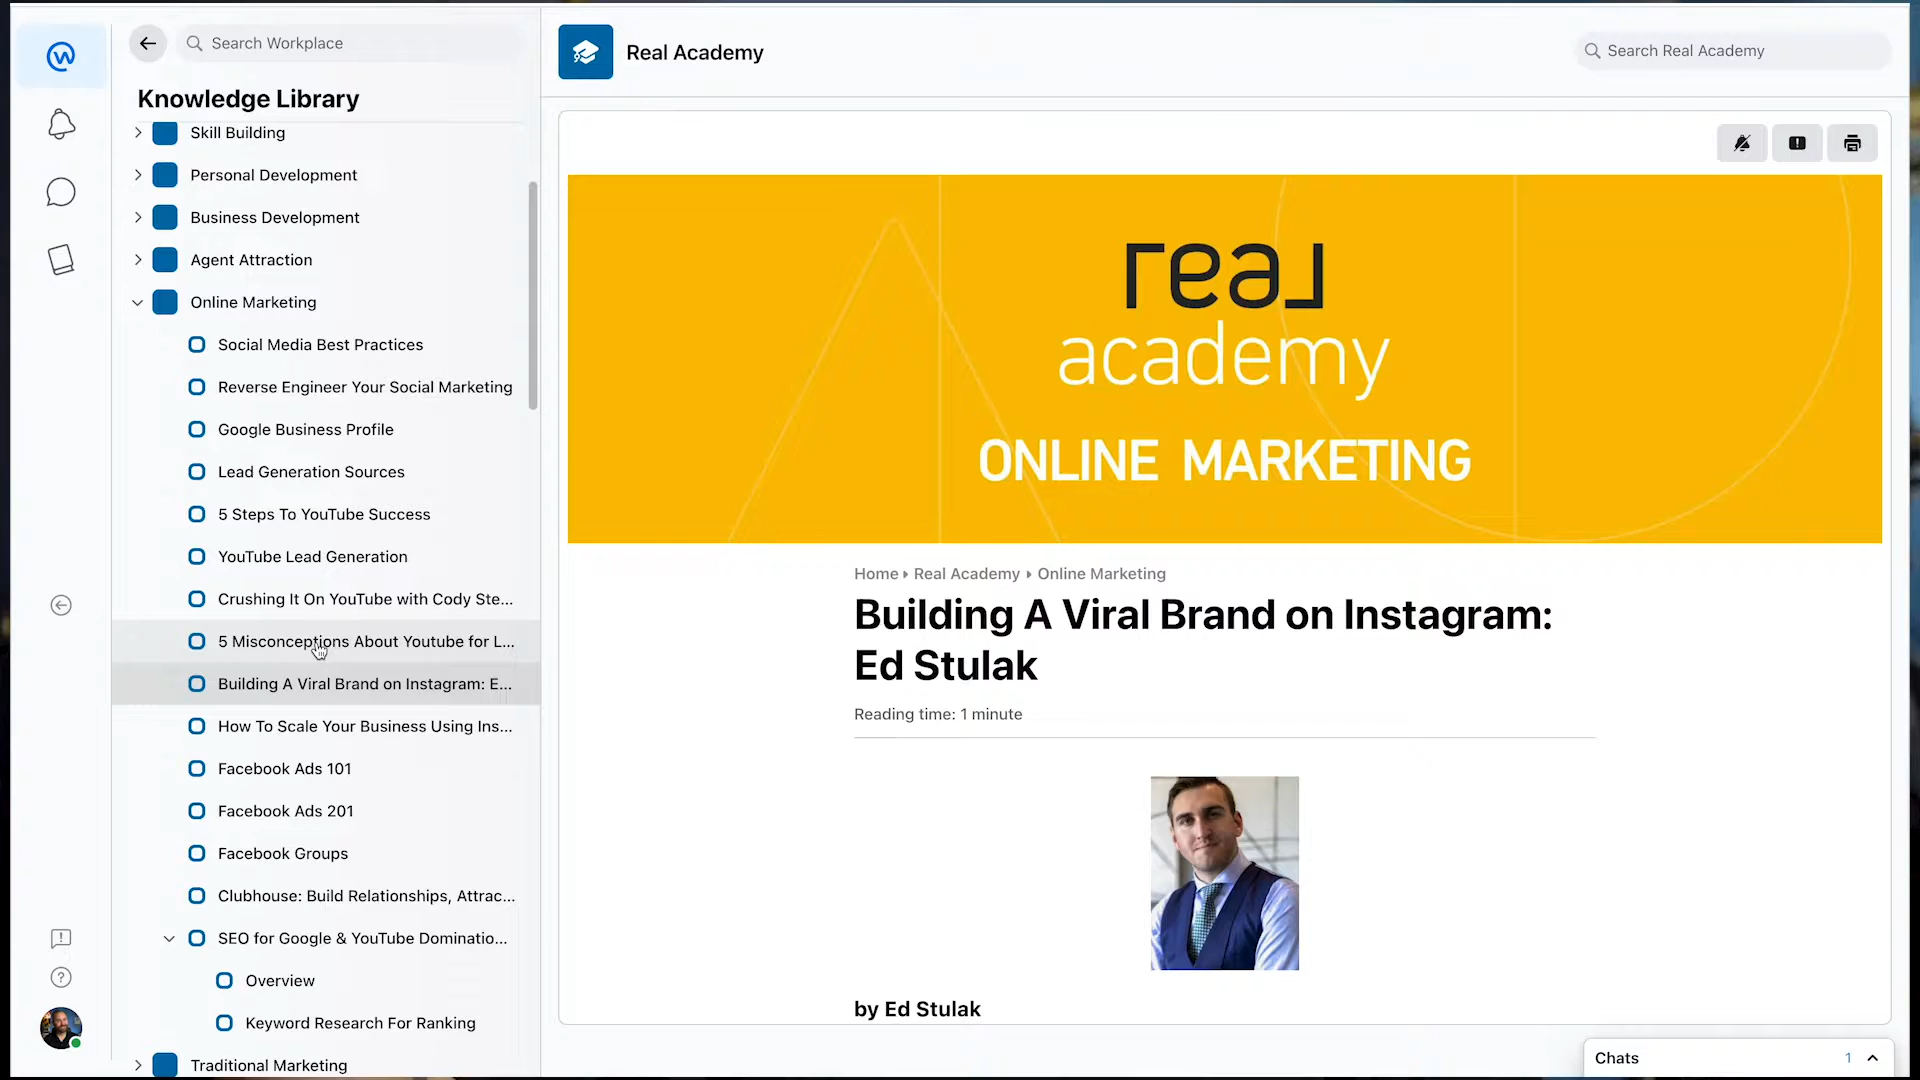 Search Workplace
Knowledge Library
Skill Building
Personal Development
Business Development
Agent Attraction
Online Marketing
Social Media Best Practices
Reverse Engineer Your Social Marketing
Google Business Profile
Lead Generation Sources
5 Steps To YouTube Success
YouTube Lead Generation
Crushing It On YouTube with Cody Ste...
5 Misconceptions About Youtube for L...
Building A Viral Brand on Instagram: E...
How To Scale Your Business Using Ins...
Facebook Ads 101
Facebook Ads 201
Facebook Groups
Clubhouse: Build Relationships, Attrac...
SEO for Google & YouTube Dominatio...
Overview
Keyword Research For Ranking
Traditional Marketing
Real Academy
Search Real Academy
real
academy
ONLINE MARKETING
Home Real Academy Online Marketing
Building A Viral Brand on Instagram:
Ed Stulak
Reading time: 1 minute
by Ed Stulak
Chats 1